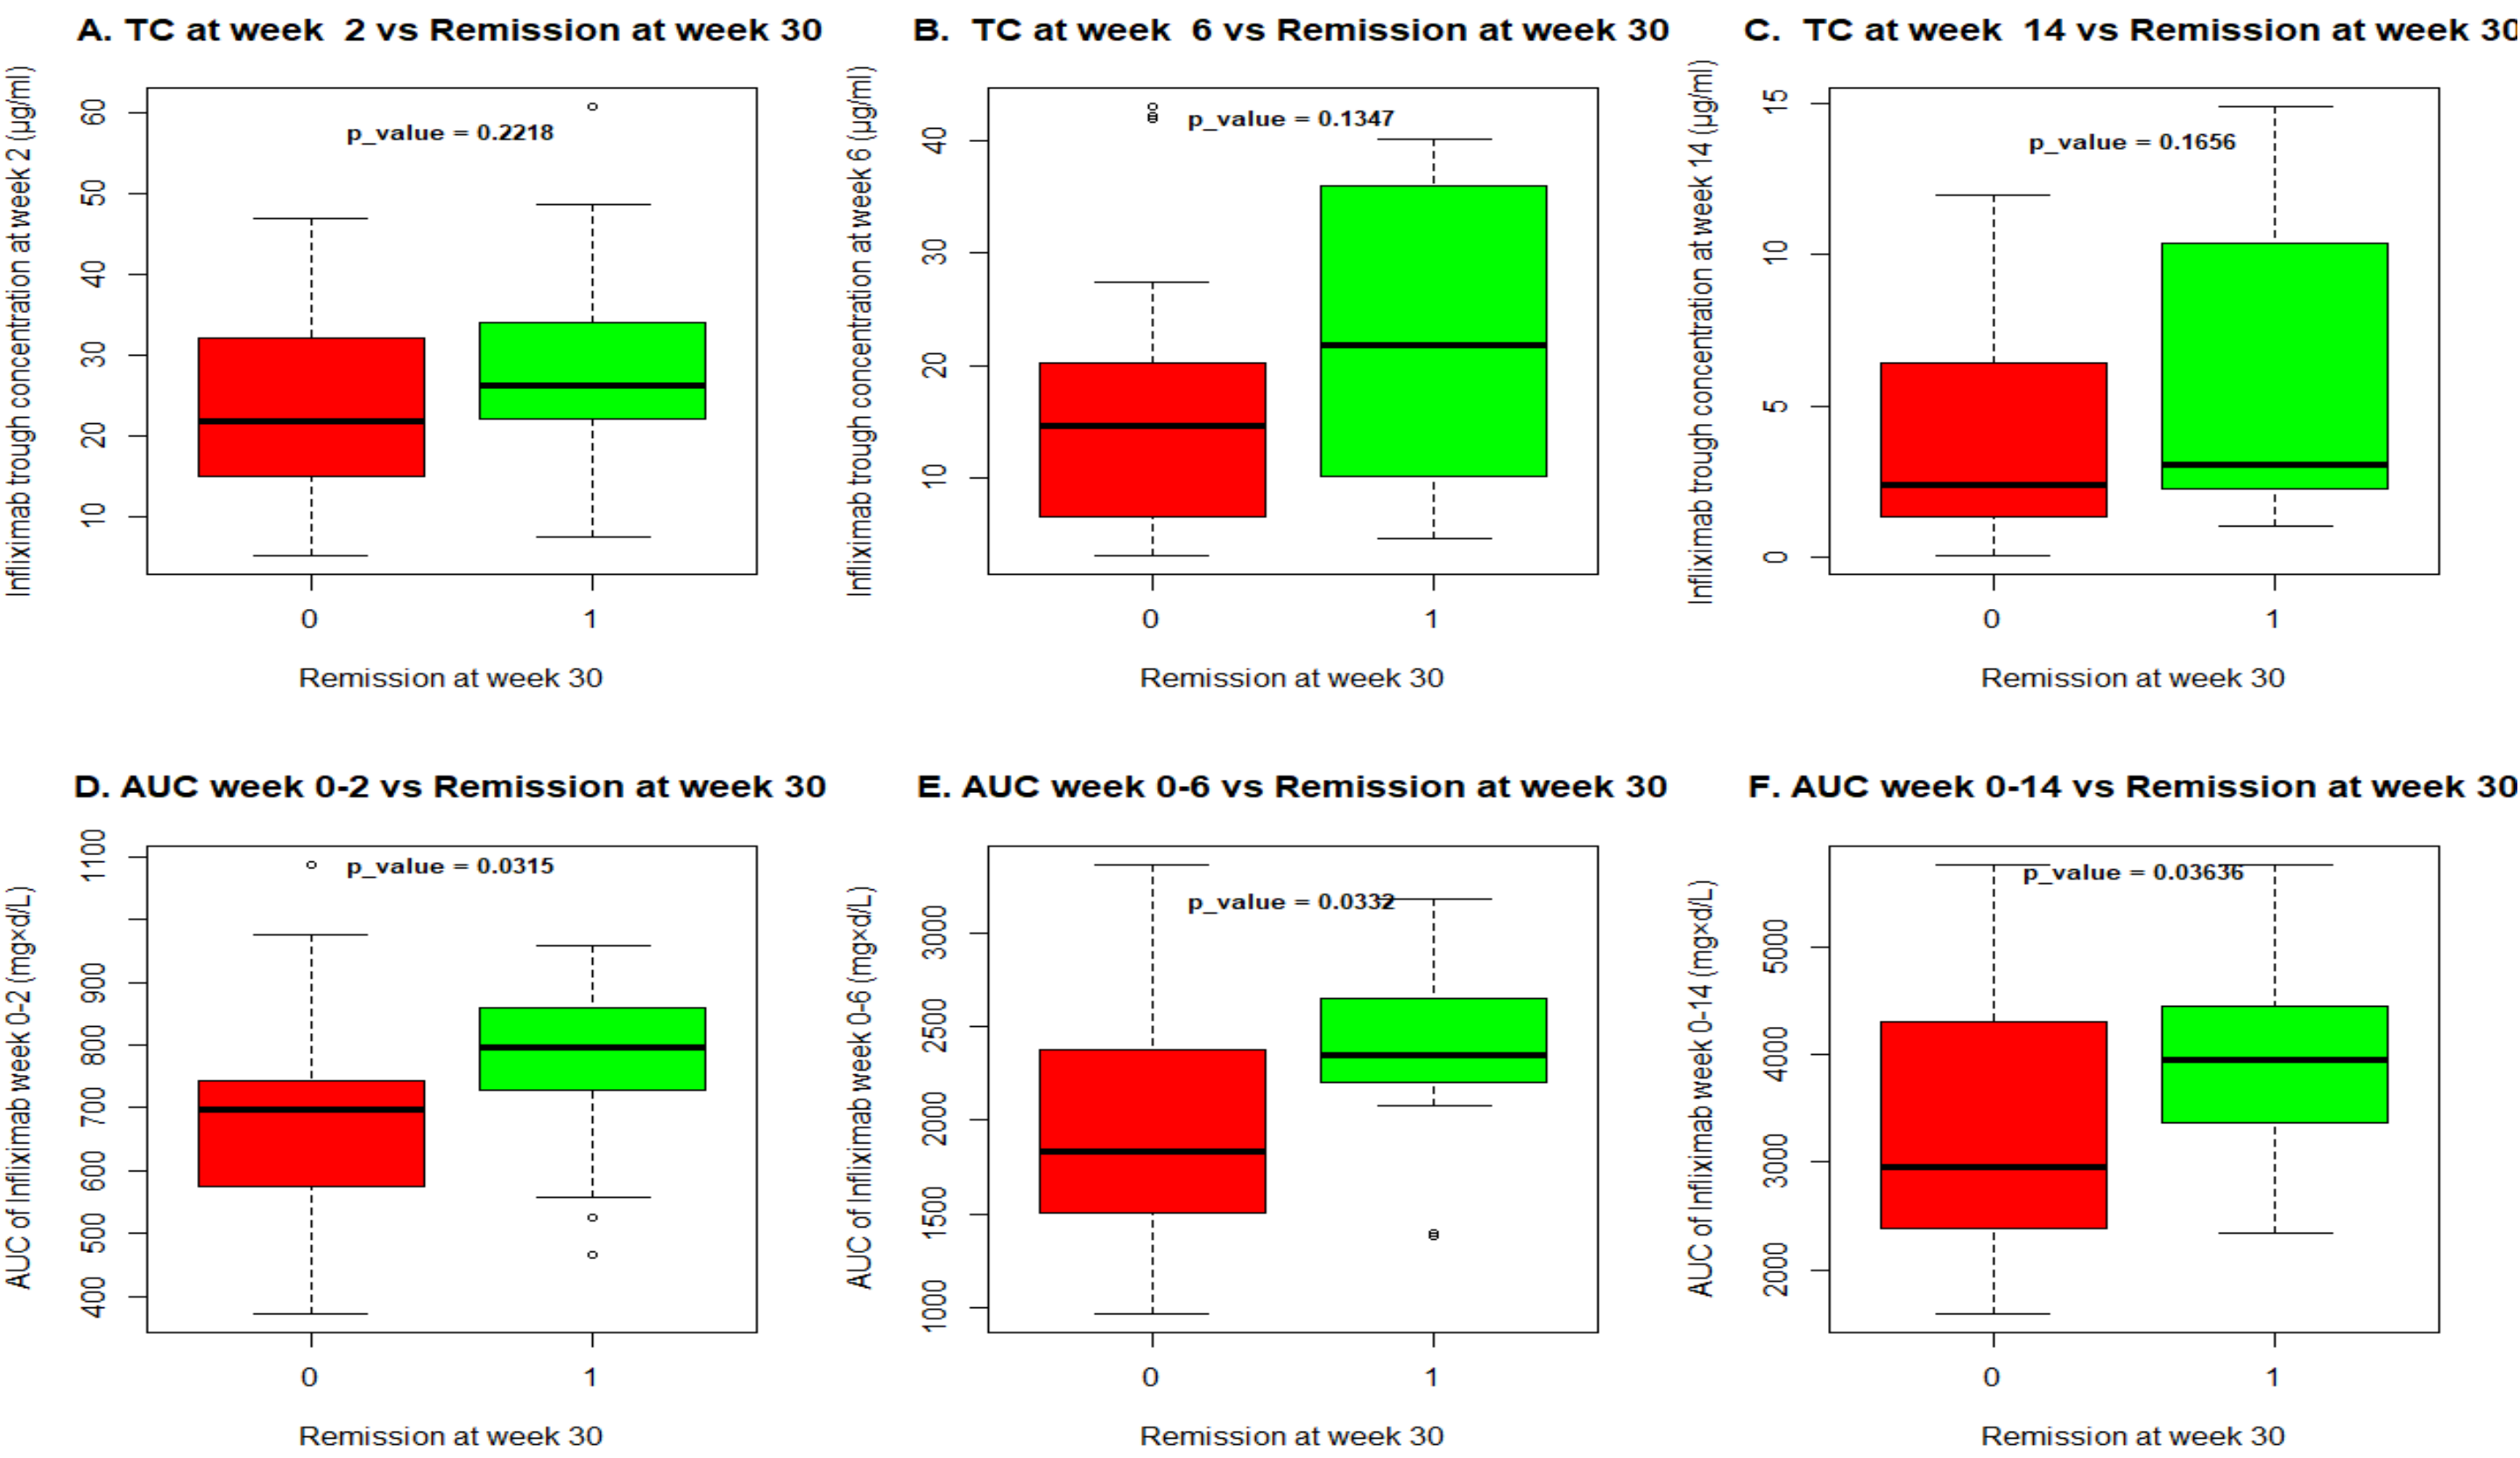 A. TC at week  2 vs Remission at week 30
Infliximab trough concentration at week 2 (µg/ml)
60
50
40
30
20
10
p_value = 0.2218
0
1
Remission at week 30
B.  TC at week  6 vs Remission at week 30
Infliximab trough concentration at week 6 (µg/ml)
40
30
20
10
p_value = 0.1347
0
1
Remission at week 30
C.  TC at week  14 vs Remission at week 30
Infliximab trough concentration at week 14 (µg/ml)
15
10
5
0
p_value = 0.1656
0
1
Remission at week 30
D. AUC week 0-2 vs Remission at week 30
AUC of Infliximab week 0-2 (mg×d/L)
1100
900
800
700
600
500
400
p_value = 0.0315
0
1
Remission at week 30
E. AUC week 0-6 vs Remission at week 30
AUC of Infliximab week 0-6 (mg×d/L)
3000
2500
2000
1500
1000
p_value = 0.0332
0
1
Remission at week 30
F. AUC week 0-14 vs Remission at week 30
AUC of Infliximab week 0-14 (mg×d/L)
5000
4000
3000
2000
p_value = 0.03636
0
1
Remission at week 30